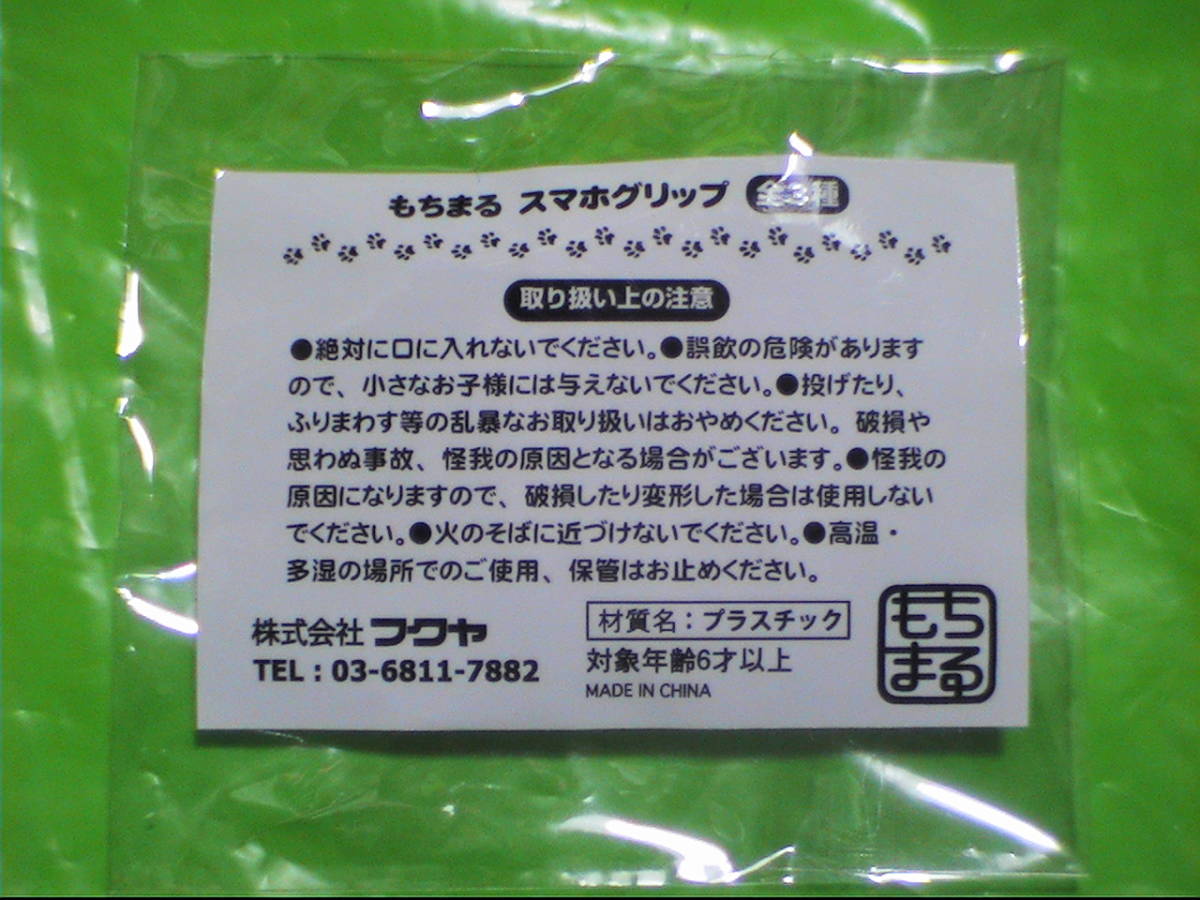 もちまる スマホグリップ 全3種
取り扱い上の注意
●絶対に口に入れないでください。●誤飲の危険があります
ので、小さなお子様には与えないでください。●投げたり、
ふりまわす等の乱暴なお取り扱いはおやめください。破損や
思わぬ事故、怪我の原因となる場合がございます。●怪我の
原因になりますので、破損したり変形した場合は使用しない
でください。●火のそばに近づけないでください。●高温・
多湿の場所でのご使用、保管はお止めください。
株式会社 フクヤ
TEL：03-6811-7882
材質名：プラスチック
対象年齢6才以上
MADE IN CHINA
もち
まる